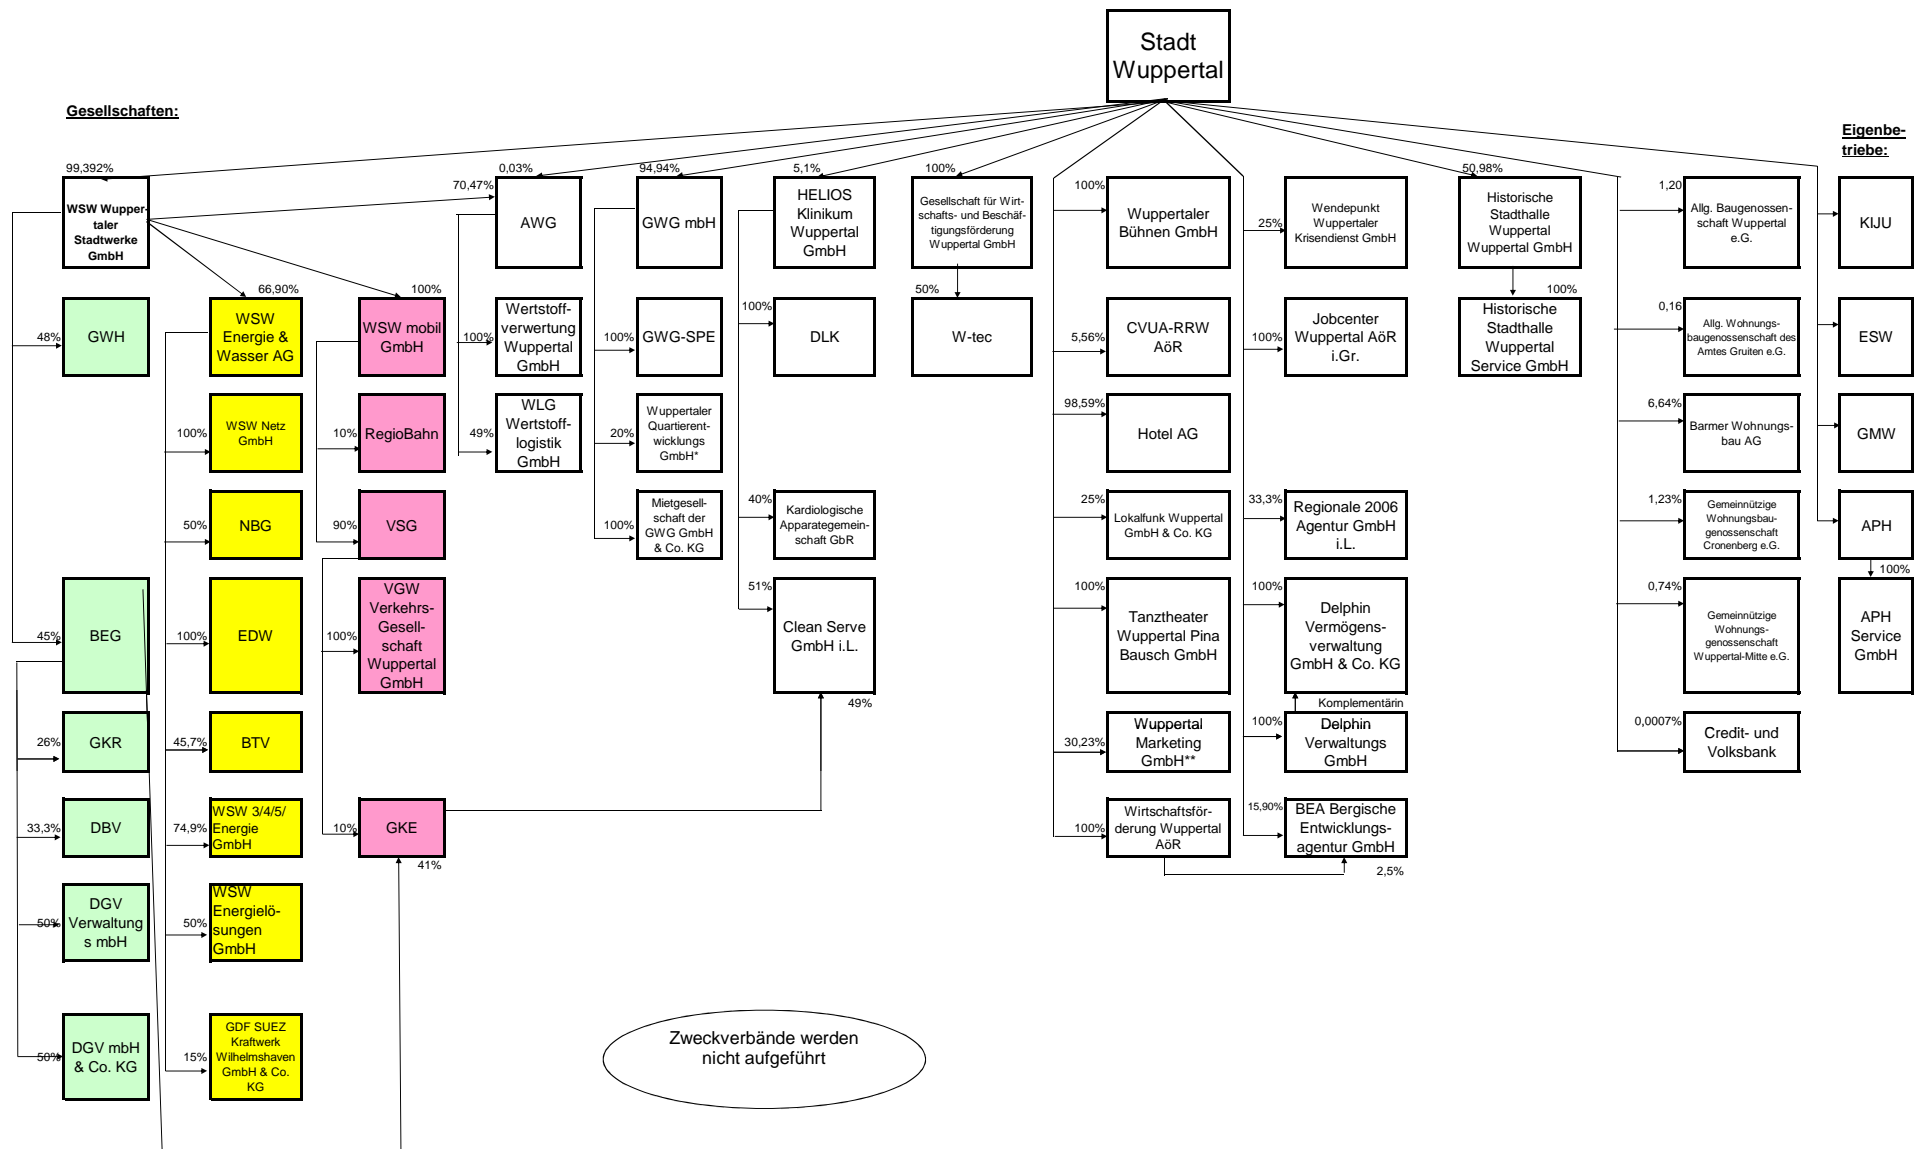 Stadt
Wuppertal
Gesellschaften:
Eigenbe-
triebe:
99,392%
WSW Wupper-
taler
Stadtwerke
GmbH
70,47%
0,03%
AWG
94,94%
GWG mbH
5,1%
HELIOS
Klinikum
Wuppertal
GmbH
100%
Gesellschaft für Wirt-
schafts- und Beschäf-
tigungsförderung
Wuppertal GmbH
100%
Wuppertaler
Bühnen GmbH
25%
Wendepunkt
Wuppertaler
Krisendienst GmbH
50,98%
Historische
Stadthalle
Wuppertal
Wuppertal GmbH
1,20
Allg. Baugenossen-
schaft Wuppertal
e.G.
KIJU
48%
GWH
66,90%
WSW
Energie &
Wasser AG
100%
WSW mobil
GmbH
100%
Wertstoff-
verwertung
Wuppertal
GmbH
100%
GWG-SPE
100%
DLK
50%
W-tec
5,56%
CVUA-RRW
AöR
100%
Jobcenter
Wuppertal AöR
i.Gr.
100%
Historische
Stadthalle
Wuppertal
Service GmbH
0,16
Allg. Wohnungs-
baugenossenschaft des
Amtes Gruiten e.G.
ESW
100%
WSW Netz
GmbH
10%
RegioBahn
49%
WLG
Wertstoff-
logistik
GmbH
20%
Wuppertaler
Quartierent-
wicklungs
GmbH*
98,59%
Hotel AG
6,64%
Barmer Wohnungs-
bau AG
GMW
50%
NBG
90%
VSG
100%
Mietgesell-
schaft der
GWG GmbH
& Co. KG
40%
Kardiologische
Apparategemein-
schaft GbR
25%
Lokalfunk Wuppertal
GmbH & Co. KG
33,3%
Regionale 2006
Agentur GmbH
i.L.
1,23%
Gemeinnützige
Wohnungsbau-
genossenschaft
Cronenberg e.G.
APH
45%
BEG
100%
EDW
100%
VGW
Verkehrs-
Gesell-
schaft
Wuppertal
GmbH
51%
Clean Serve
GmbH i.L.
49%
100%
Tanztheater
Wuppertal Pina
Bausch GmbH
100%
Delphin
Vermögens-
verwaltung
GmbH & Co. KG
Komplementärin
0,74%
Gemeinnützige
Wohnungs-
genossenschaft
Wuppertal-Mitte e.G.
100%
APH
Service
GmbH
26%
GKR
45,7%
BTV
30,23%
Wuppertal
Marketing
GmbH**
100%
Delphin
Verwaltungs
GmbH
0,0007%
Credit- und
Volksbank
33,3%
DBV
74,9%
WSW 3/4/5/
Energie
GmbH
10%
GKE
41%
100%
Wirtschaftsför-
derung Wuppertal
AöR
15,90%
BEA Bergische
Entwicklungs-
agentur GmbH
2,5%
50%
DGV
Verwaltung
s mbH
50%
WSW
Energielö-
sungen
GmbH
50%
DGV mbH
& Co. KG
15%
GDF SUEZ
Kraftwerk
Wilhelmshaven
GmbH & Co.
KG
Zweckverbände werden
nicht aufgeführt